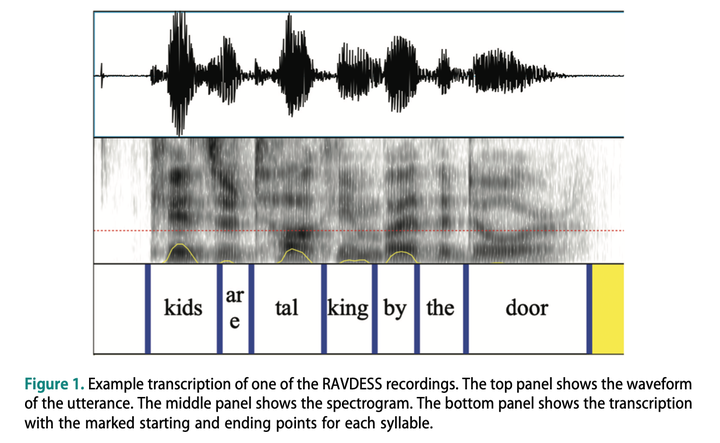 kids are tal king by the door
Figure 1. Example transcription of one of the RAVDESS recordings. The top panel shows the waveform
of the utterance. The middle panel shows the spectrogram. The bottom panel shows the transcription
with the marked starting and ending points for each syllable.